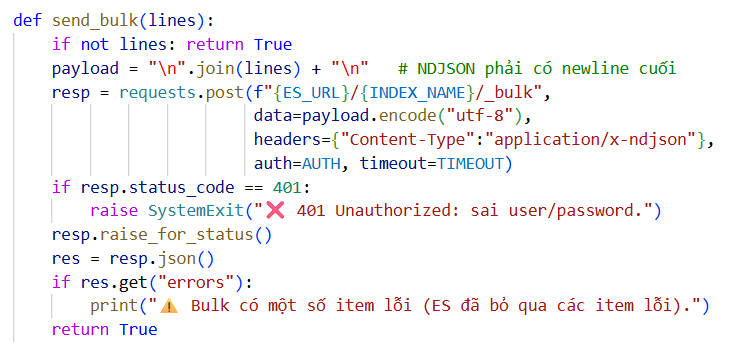 def send_bulk(lines):
    if not lines: return True
    payload = "\n".join(lines) + "\n"   # NDJSON phải có newline cuối
    resp = requests.post(f"{ES_URL}/{INDEX_NAME}/_bulk",
                         data=payload.encode("utf-8"),
                         headers={"Content-Type":"application/x-ndjson"},
                         auth=AUTH, timeout=TIMEOUT)
    if resp.status_code == 401:
        raise SystemExit("❌ 401 Unauthorized: sai user/password.")
    resp.raise_for_status()
    res = resp.json()
    if res.get("errors"):
        print("⚠️ Bulk có một số item lỗi (ES đã bỏ qua các item lỗi).")
    return True